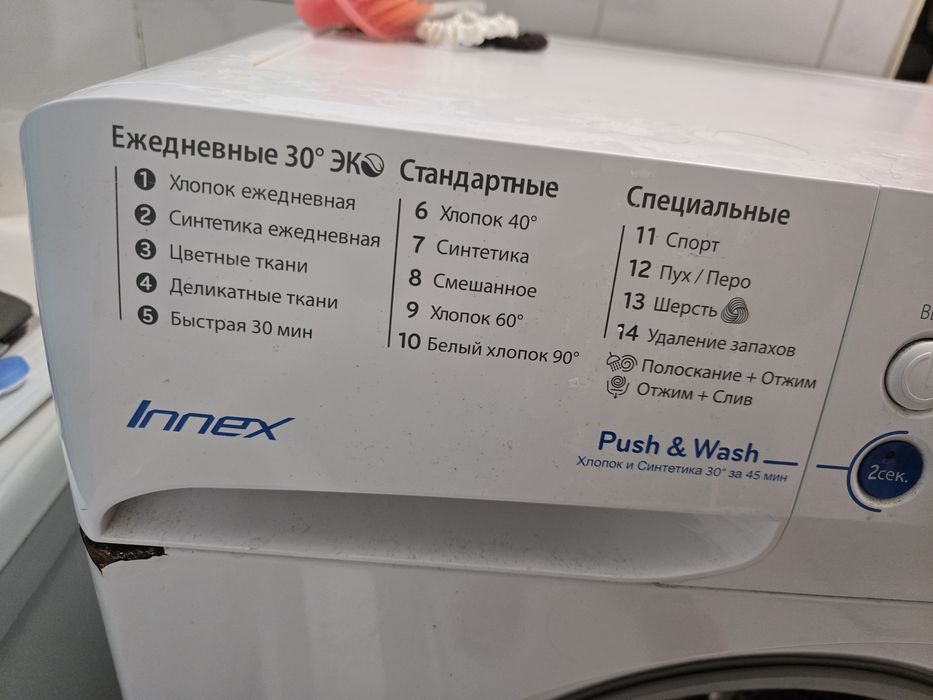 Ежедневные 30° ЭКО
1 Хлопок ежедневная
2 Синтетика ежедневная
3 Цветные ткани
4 Деликатные ткани
5 Быстрая 30 мин
Стандартные
6 Хлопок 40°
7 Синтетика
8 Смешанное
9 Хлопок 60°
10 Белый хлопок 90°
Специальные
11 Спорт
12 Пух / Перо
13 Шерсть
14 Удаление запахов
Полоскание + Отжим
Отжим + Слив
Innex
Push & Wash
Хлопок и Синтетика 30° за 45 мин
2сек.